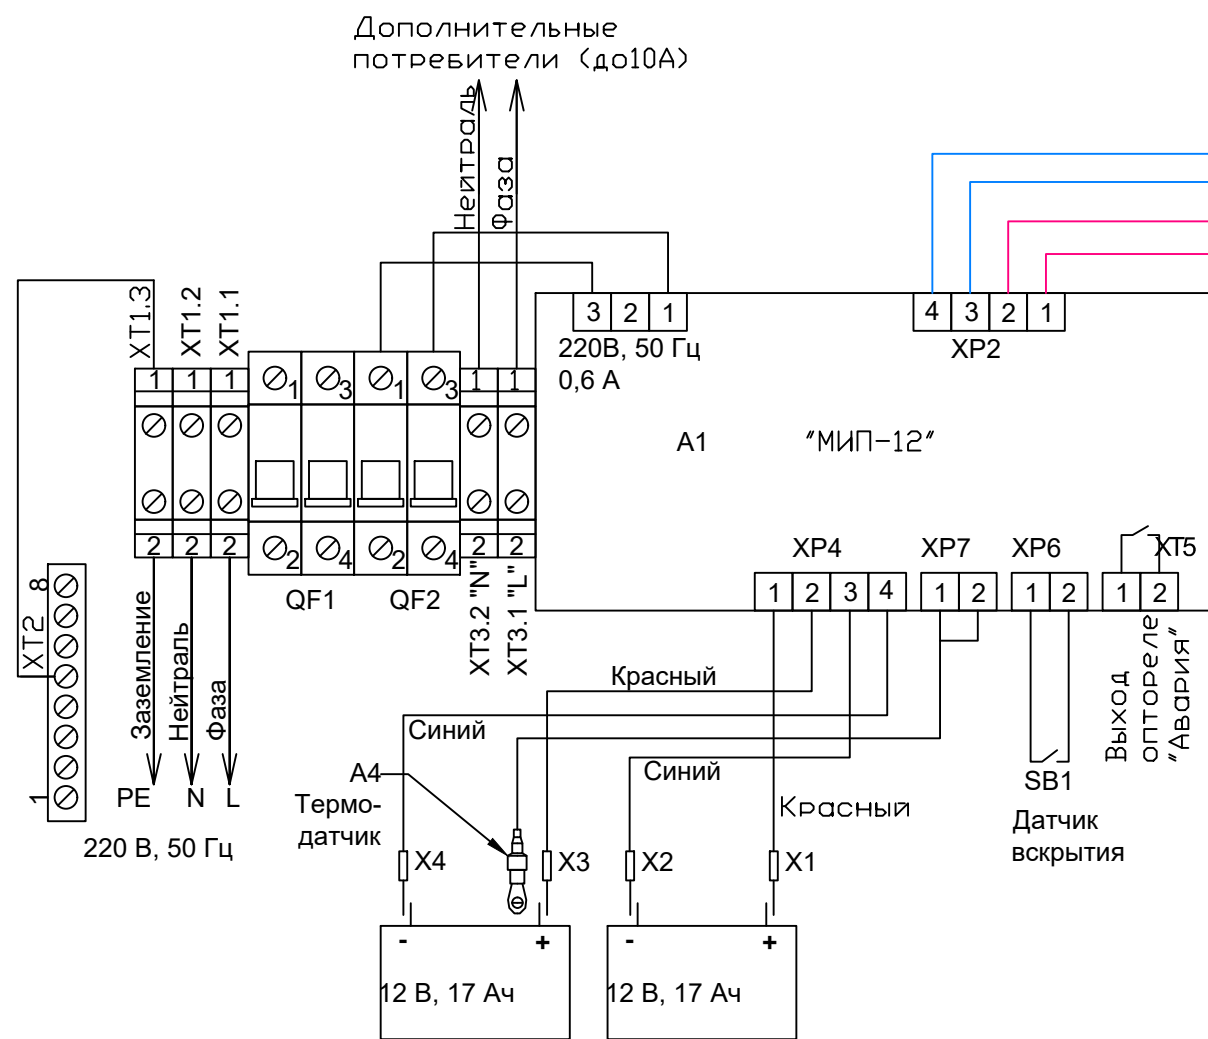 Дополнительные
потребители (до10А)
Нейтраль
Фаза
XT1.3
XT1.2
XT1.1
3 2 1
220В, 50 Гц
0,6 А
4 3 2 1
XP2
1 1 1
1 3 1 3
1 1
А1
"МИП-12"
2 2 2
2 4 2 4
2 2
QF1
QF2
XT3.2 "N"
XT3.1 "L"
XP4
XP7
XP6
XT5
1 2 3 4
1 2
1 2
1 2
8
XT2
1
Заземление
Нейтраль
Фаза
PE N L
220 В, 50 Гц
Красный
Синий
Синий
Красный
А4
Термо-
датчик
SB1
Датчик
вскрытия
Выход
оптореле
"Авария"
X4
X3
X2
X1
- +
- +
12 В, 17 Ач
12 В, 17 Ач